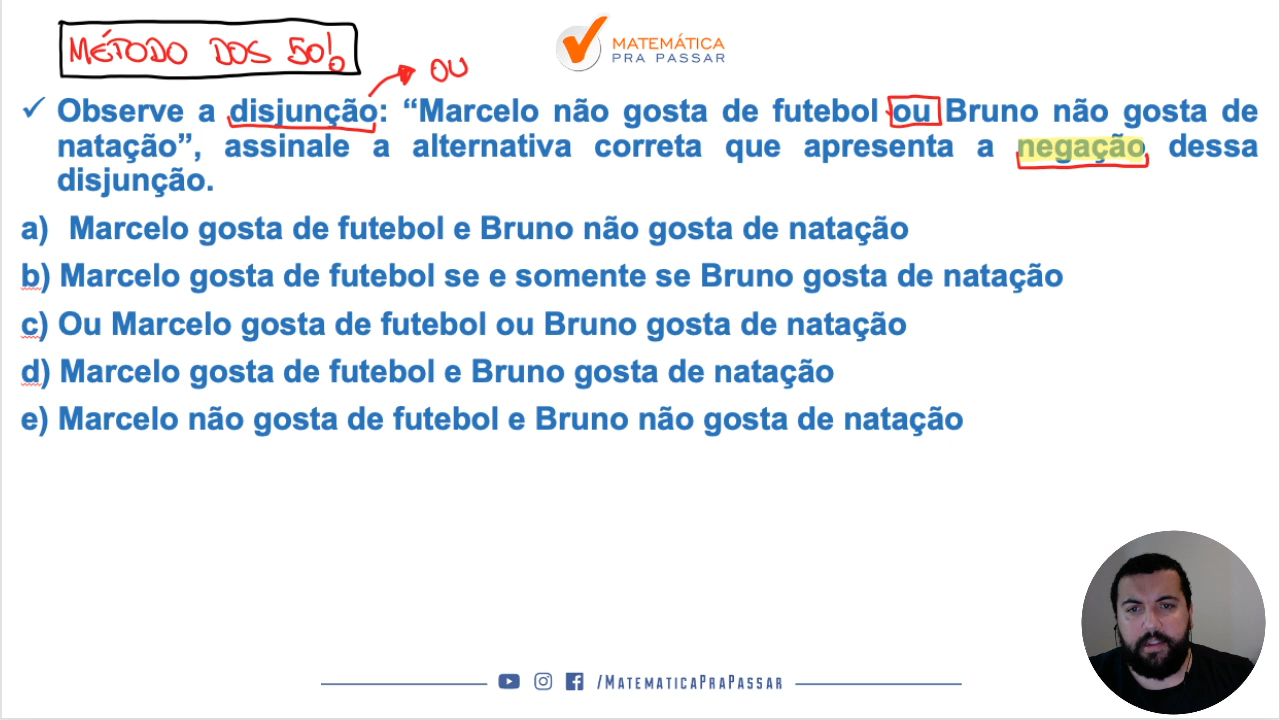 MÉTODO DOS 50!
MATEMÁTICA
PRA PASSAR
OU
✓ Observe a disjunção: “Marcelo não gosta de futebol ou Bruno não gosta de
natação”, assinale a alternativa correta que apresenta a negação dessa
disjunção.
a) Marcelo gosta de futebol e Bruno não gosta de natação
b) Marcelo gosta de futebol se e somente se Bruno gosta de natação
c) Ou Marcelo gosta de futebol ou Bruno gosta de natação
d) Marcelo gosta de futebol e Bruno gosta de natação
e) Marcelo não gosta de futebol e Bruno não gosta de natação
/MATEMATICAPRAPASSAR